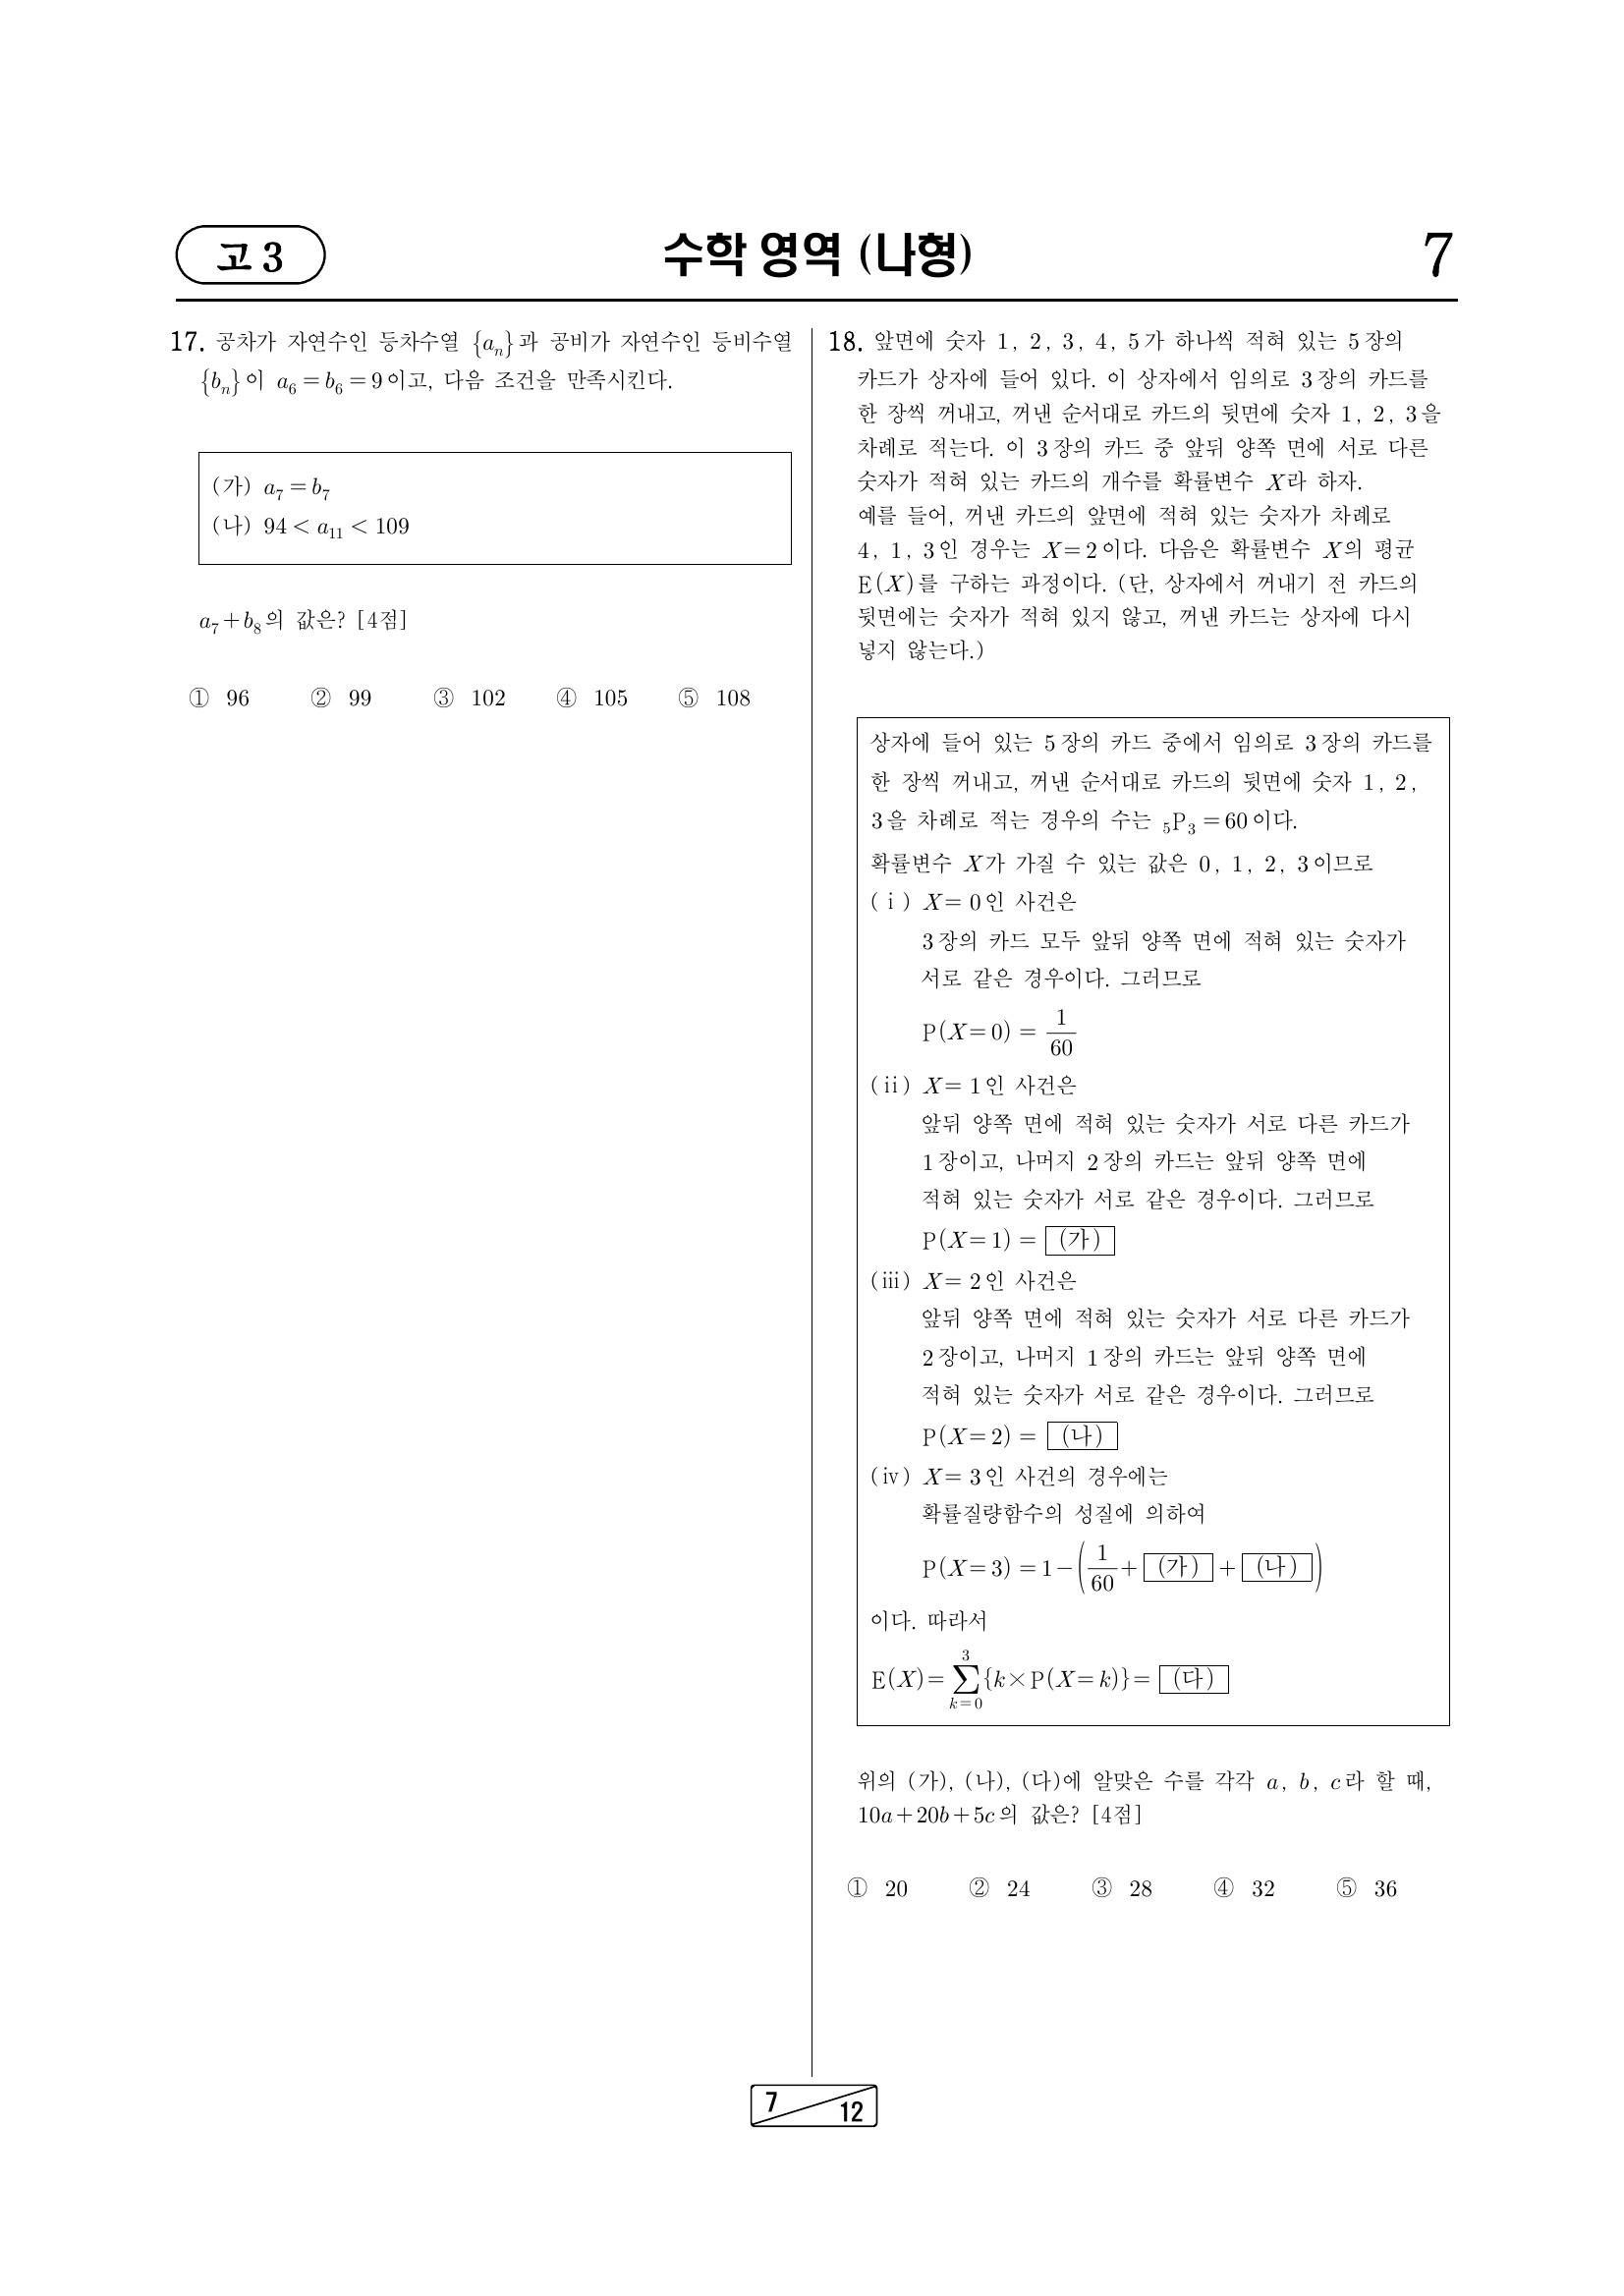 고 3
수학 영역 (나형)
7
17. 공차가 자연수인 등차수열 {aₙ}과 공비가 자연수인 등비수열
{bₙ}이 a₆ = b₆ = 9이고, 다음 조건을 만족시킨다.
(가) a₇ = b₇
(나) 94 < a₁₁ < 109
a₇ + b₈의 값은? [4점]
① 96 ② 99 ③ 102 ④ 105 ⑤ 108
18. 앞면에 숫자 1, 2, 3, 4, 5가 하나씩 적혀 있는 5장의
카드가 상자에 들어 있다. 이 상자에서 임의로 3장의 카드를
한 장씩 꺼내고, 꺼낸 순서대로 카드의 뒷면에 숫자 1, 2, 3을
차례로 적는다. 이 3장의 카드 중 앞뒤 양쪽 면에 서로 다른
숫자가 적혀 있는 카드의 개수를 확률변수 X라 하자.
예를 들어, 꺼낸 카드의 앞면에 적혀 있는 숫자가 차례로
4, 1, 3인 경우는 X = 2이다. 다음은 확률변수 X의 평균
E(X)를 구하는 과정이다. (단, 상자에서 꺼내기 전 카드의
뒷면에는 숫자가 적혀 있지 않고, 꺼낸 카드는 상자에 다시
넣지 않는다.)
상자에 들어 있는 5장의 카드 중에서 임의로 3장의 카드를
한 장씩 꺼내고, 꺼낸 순서대로 카드의 뒷면에 숫자 1, 2,
3을 차례로 적는 경우의 수는 ₅P₃ = 60이다.
확률변수 X가 가질 수 있는 값은 0, 1, 2, 3이므로
(ⅰ) X = 0인 사건은
3장의 카드 모두 앞뒤 양쪽 면에 적혀 있는 숫자가
서로 같은 경우이다. 그러므로
P(X = 0) = 1/60
(ⅱ) X = 1인 사건은
앞뒤 양쪽 면에 적혀 있는 숫자가 서로 다른 카드가
1장이고, 나머지 2장의 카드는 앞뒤 양쪽 면에
적혀 있는 숫자가 서로 같은 경우이다. 그러므로
P(X = 1) = (가)
(ⅲ) X = 2인 사건은
앞뒤 양쪽 면에 적혀 있는 숫자가 서로 다른 카드가
2장이고, 나머지 1장의 카드는 앞뒤 양쪽 면에
적혀 있는 숫자가 서로 같은 경우이다. 그러므로
P(X = 2) = (나)
(ⅳ) X = 3인 사건의 경우에는
확률질량함수의 성질에 의하여
P(X = 3) = 1 − (1/60 + (가) + (나))
이다. 따라서
E(X) = ∑_{k=0}^{3} {k × P(X = k)} = (다)
위의 (가), (나), (다)에 알맞은 수를 각각 a, b, c라 할 때,
10a + 20b + 5c의 값은? [4점]
① 20 ② 24 ③ 28 ④ 32 ⑤ 36
7
12